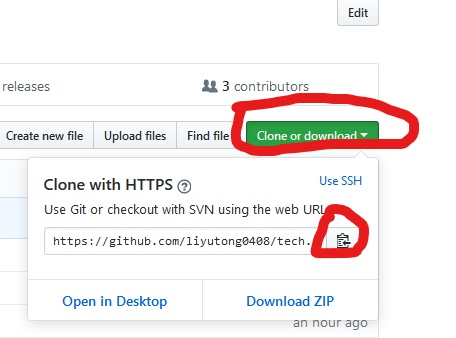 Edit
releases
3 contributors
Create new file Upload files Find file Clone or download
Clone with HTTPS ?
Use SSH
Use Git or checkout with SVN using the web URL
https://github.com/liyutong0408/tech.
Open in Desktop Download ZIP
an hour ago